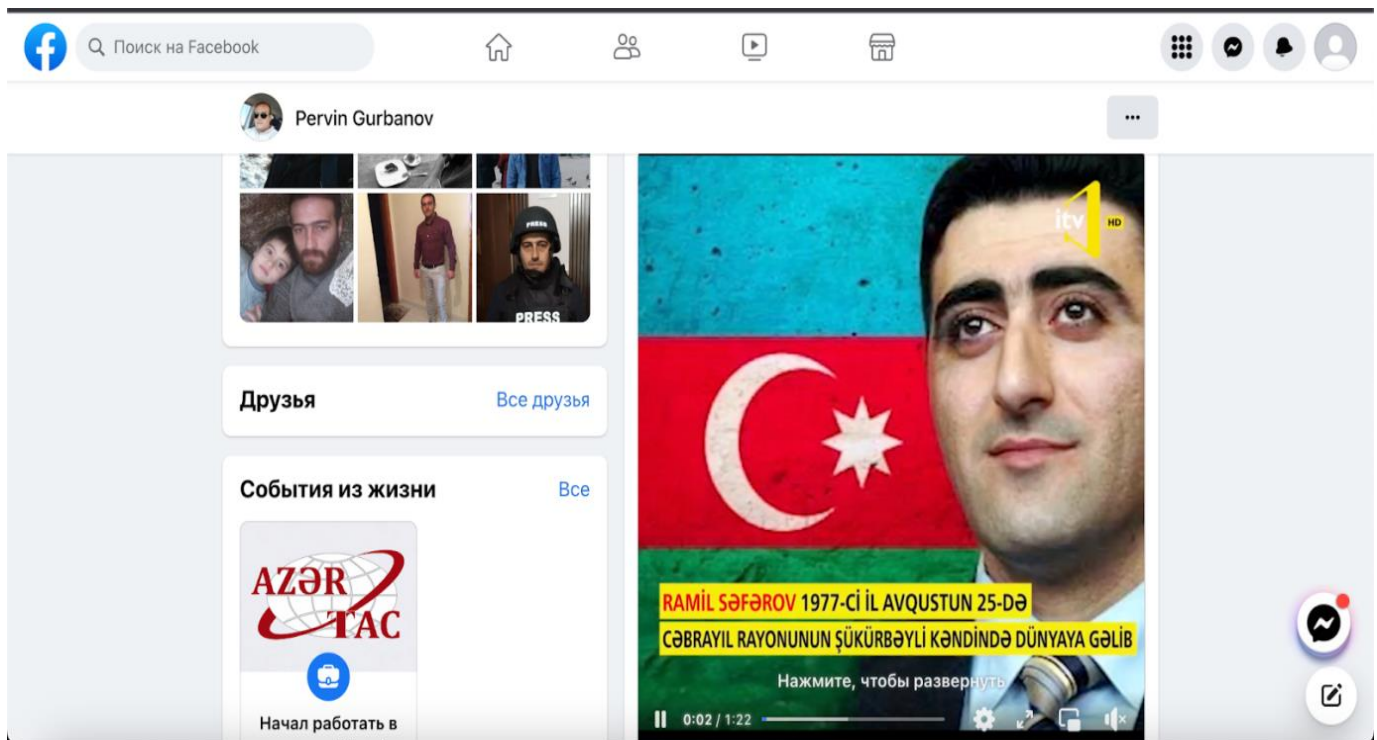 Поиск на Facebook
Pervin Gurbanov
PRESS
PRESS
Друзья
Все друзья
События из жизни
Все
AZƏR
TAC
Начал работать в
itv
HD
RAMİL SƏFƏROV 1977-Cİ İL AVQUSTUN 25-DƏ
CƏBRAYIL RAYONUNUN ŞÜKÜRBƏYLİ KƏNDİNDƏ DÜNYAYA GƏLİB
Нажмите, чтобы развернуть
0:02 / 1:22